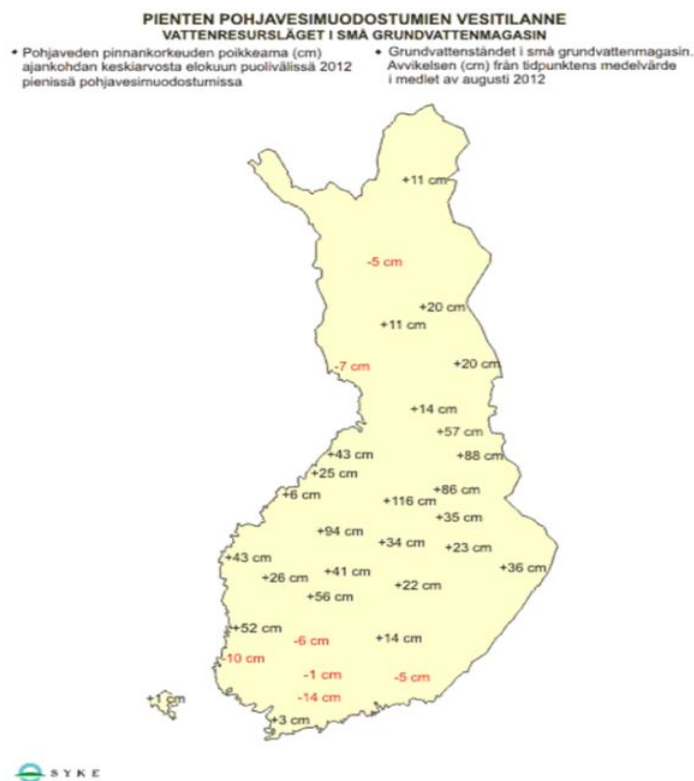 PIENTEN POHJAVESIMUODOSTUMIEN VESITILANNE
VATTENRESURSLÄGET I SMÅ GRUNDVATTENMAGASIN
• Pohjaveden pinnankorkeuden poikkeama (cm)
ajankohdan keskiarvosta elokuun puolivälissä 2012
pienissä pohjavesimuodostumissa
• Grundvattenståndet i små grundvattenmagasin.
Avvikelsen (cm) från tidpunktens medelvärde
i medlet av augusti 2012
+11 cm
-5 cm
+20 cm
+11 cm
-7 cm
+20 cm
+14 cm
+57 cm
+43 cm
+88 cm
+25 cm
+6 cm
+86 cm
+116 cm
+35 cm
+94 cm
+34 cm
+23 cm
+43 cm
+36 cm
+26 cm
+41 cm
+22 cm
+56 cm
+52 cm
-6 cm
+14 cm
-10 cm
-1 cm
-5 cm
+1 cm
-14 cm
+3 cm
SYKE